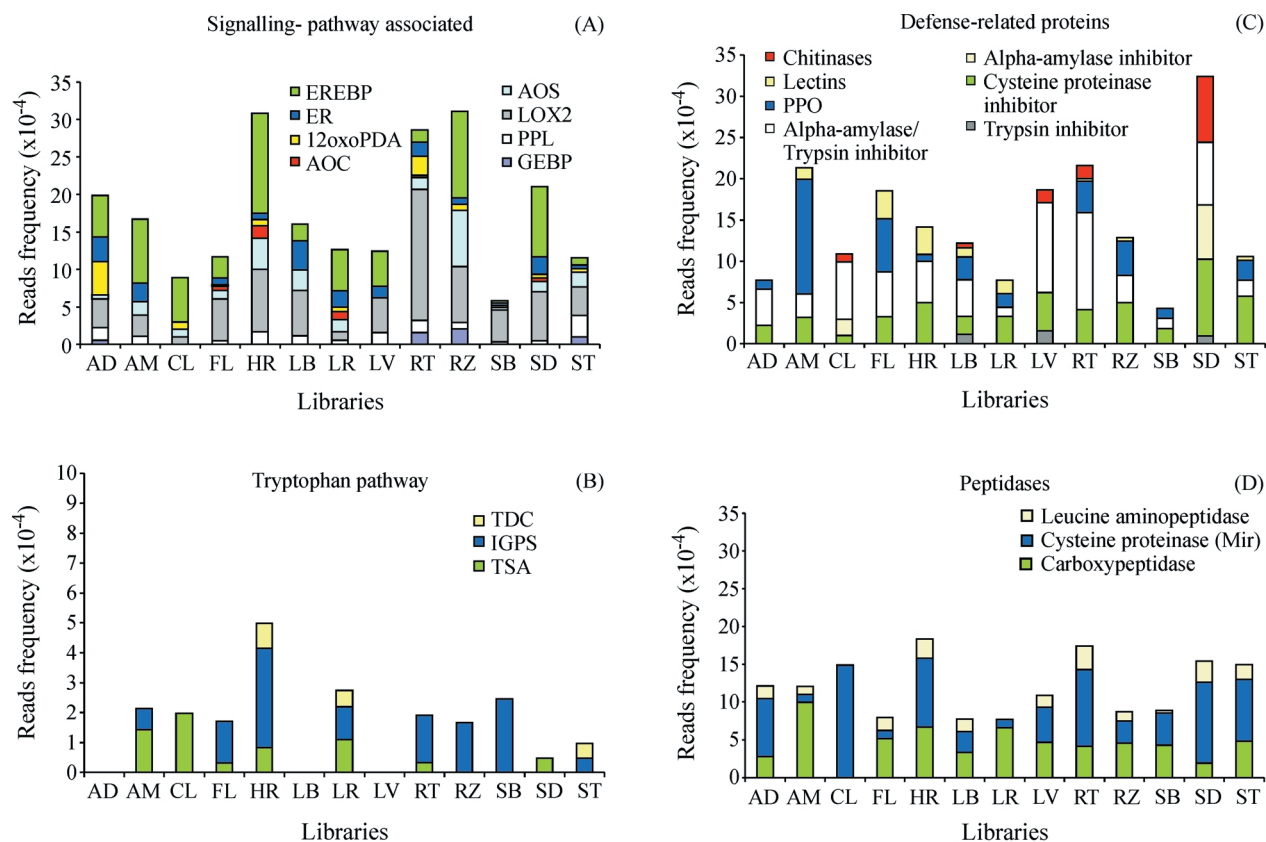 Signalling- pathway associated
(A)
Reads frequency (x10-4)
35
30
25
20
15
10
5
0
EREBP
ER
12oxoPDA
AOC
AOS
LOX2
PPL
GEBP
AD AM CL FL HR LB LR LV RT RZ SB SD ST
Libraries
Defense-related proteins
(C)
Reads frequency (x10-4)
35
30
25
20
15
10
5
0
Chitinases
Lectins
PPO
Alpha-amylase/
Trypsin inhibitor
Alpha-amylase inhibitor
Cysteine proteinase
inhibitor
Trypsin inhibitor
AD AM CL FL HR LB LR LV RT RZ SB SD ST
Libraries
Tryptophan pathway
(B)
Reads frequency (x10-4)
10
9
8
7
6
5
4
3
2
1
0
TDC
IGPS
TSA
AD AM CL FL HR LB LR LV RT RZ SB SD ST
Libraries
Peptidases
(D)
Reads frequency (x10-4)
35
30
25
20
15
10
5
0
Leucine aminopeptidase
Cysteine proteinase (Mir)
Carboxypeptidase
AD AM CL FL HR LB LR LV RT RZ SB SD ST
Libraries